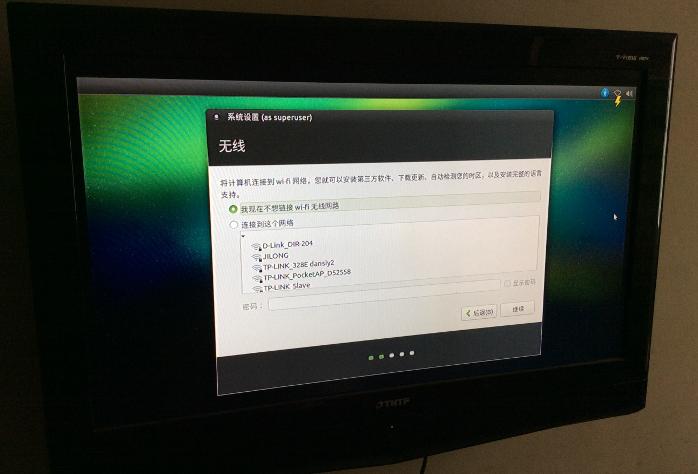 系统设置 (as superuser)
无线
将计算机连接到 wi-fi 网络，您就可以安装第三方软件、下载更新、自动检测您的时区，以及安装完整的语言
支持。
我现在不想链接 wi-fi 无线网络
连接到这个网络
D-Link_DIR-204
JILONG
TP-LINK_328E dansly2
TP-LINK_PocketAP_D52558
TP-LINK_Slave
密码：
显示密码
后退(B)
继续